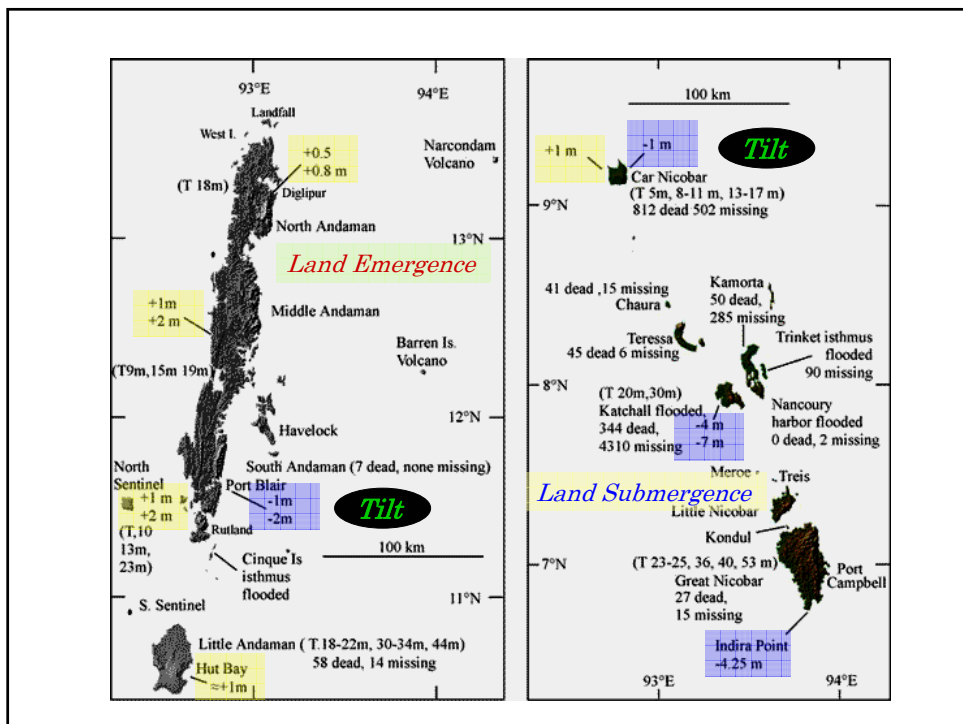 93°E
94°E
Landfall
West I.
Narcondam
Volcano
+0.5
+0.8 m
(T 18m)
Diglipur
North Andaman
13°N
Land Emergence
+1m
+2 m
Middle Andaman
Barren Is.
Volcano
(T9m,15m 19m)
12°N
Havelock
South Andaman (7 dead, none missing)
North
Sentinel
Port Blair
+1 m
+2 m
-1m
-2m
Tilt
(T,10
13m,
23m)
Rutland
100 km
Cinque Is
isthmus
flooded
11°N
S. Sentinel
Little Andaman ( T.18-22m, 30-34m, 44m)
58 dead, 14 missing
Hut Bay
≈+1m
100 km
+1 m
-1 m
Tilt
Car Nicobar
(T 5m, 8-11 m, 13-17 m)
812 dead 502 missing
9°N
41 dead ,15 missing
Chaura
Kamorta
50 dead,
285 missing
Teressa
45 dead 6 missing
Trinket isthmus
flooded
90 missing
8°N
(T 20m,30m)
Katchall flooded,
344 dead,
4310 missing
-4 m
-7 m
Nancoury
harbor flooded
0 dead, 2 missing
Meroe
Treis
Land Submergence
Little Nicobar
Kondul
7°N
(T 23-25, 36, 40, 53 m)
Great Nicobar
27 dead,
15 missing
Port
Campbell
Indira Point
-4.25 m
93°E
94°E